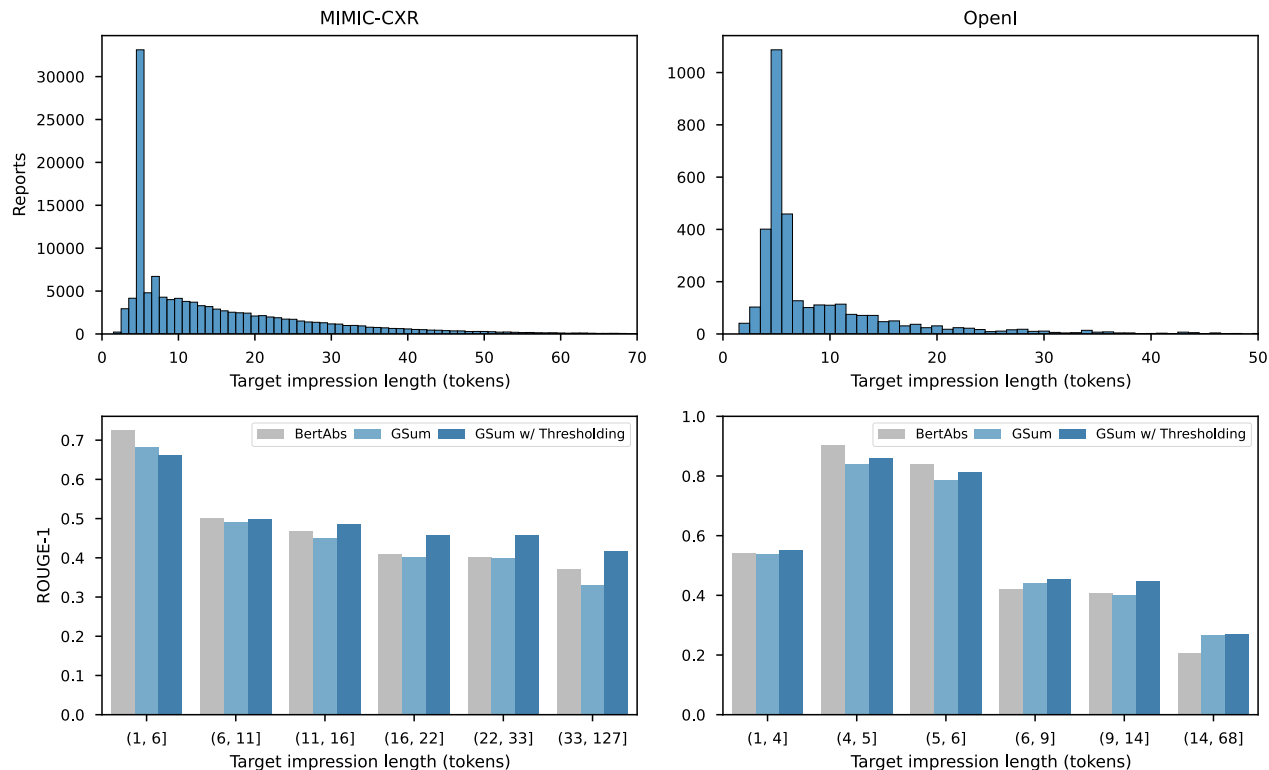 MIMIC-CXR
OpenI
30000
25000
20000
15000
10000
5000
0
Reports
0 10 20 30 40 50 60 70
Target impression length (tokens)
1000
800
600
400
200
0
0 10 20 30 40 50
Target impression length (tokens)
BertAbs GSum GSum w/ Thresholding
0.7
0.6
0.5
0.4
0.3
0.2
0.1
0.0
ROUGE-1
(1, 6] (6, 11] (11, 16] (16, 22] (22, 33] (33, 127]
Target impression length (tokens)
BertAbs GSum GSum w/ Thresholding
1.0
0.8
0.6
0.4
0.2
0.0
(1, 4] (4, 5] (5, 6] (6, 9] (9, 14] (14, 68]
Target impression length (tokens)